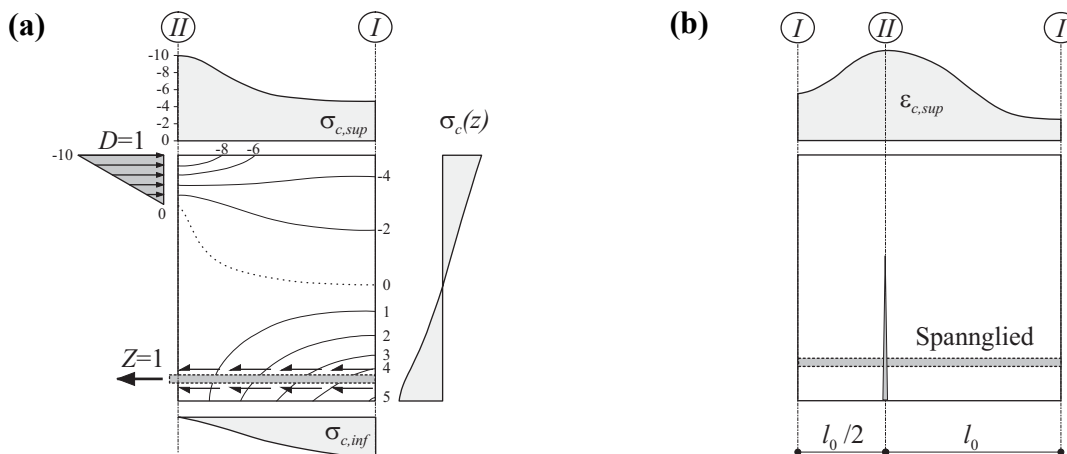 (a)
II
I
-10
-8
-6
-4
-2
0
σc,sup
σc(z)
D=1
-10
0
-8
-6
-4
-2
0
1
2
3
4
5
Z=1
σc,inf
(b)
I
II
I
εc,sup
Spannglied
l0/2
l0